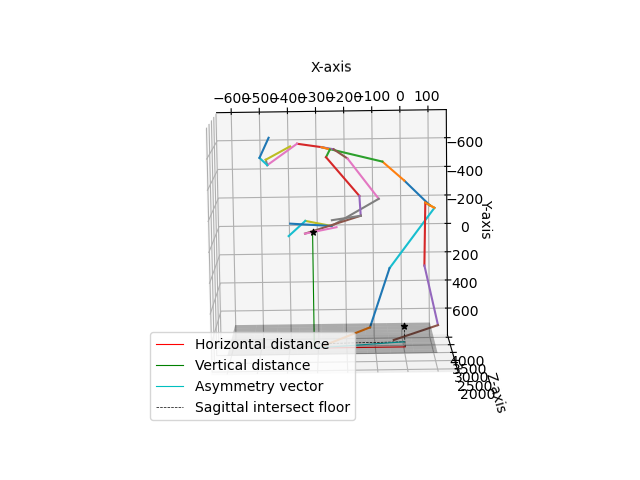 X-axis
−600 −500 −400 −300 −200 −100 0 100
−600
−400
−200
0
200
400
600
Y-axis
4000
3500
3000
2500
2000
Z-axis
Horizontal distance
Vertical distance
Asymmetry vector
Sagittal intersect floor